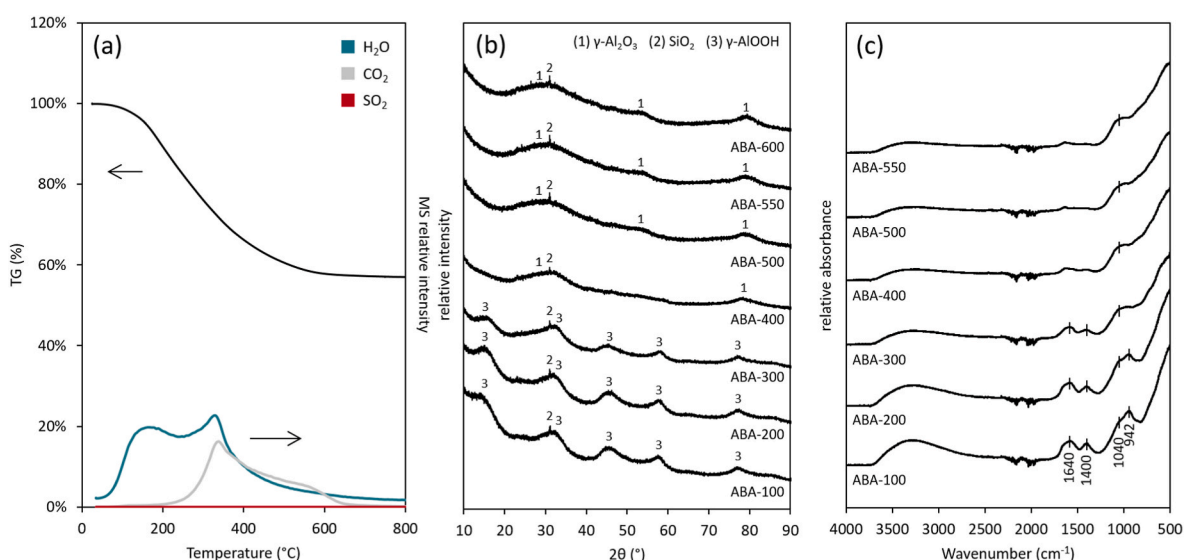 (a)
H₂O
CO₂
SO₂
120%
100%
80%
60%
40%
20%
0%
TG (%)
0 200 400 600 800
Temperature (°C)
MS relative intensity
(b)
(1) γ-Al₂O₃ (2) SiO₂ (3) γ-AlOOH
relative intensity
1 2 1 1
ABA-600
1 2 1 1
ABA-550
1 2 1 1
ABA-500
1 2 1
ABA-400
3 2 3 3 3 3
ABA-300
3 2 3 3 3 3
ABA-200
3 2 3 3 3 3
ABA-100
10 20 30 40 50 60 70 80 90
2θ (°)
(c)
relative absorbance
ABA-550
ABA-500
ABA-400
ABA-300
ABA-200
ABA-100
1640
1400
1040
942
4000 3500 3000 2500 2000 1500 1000 500
Wavenumber (cm⁻¹)